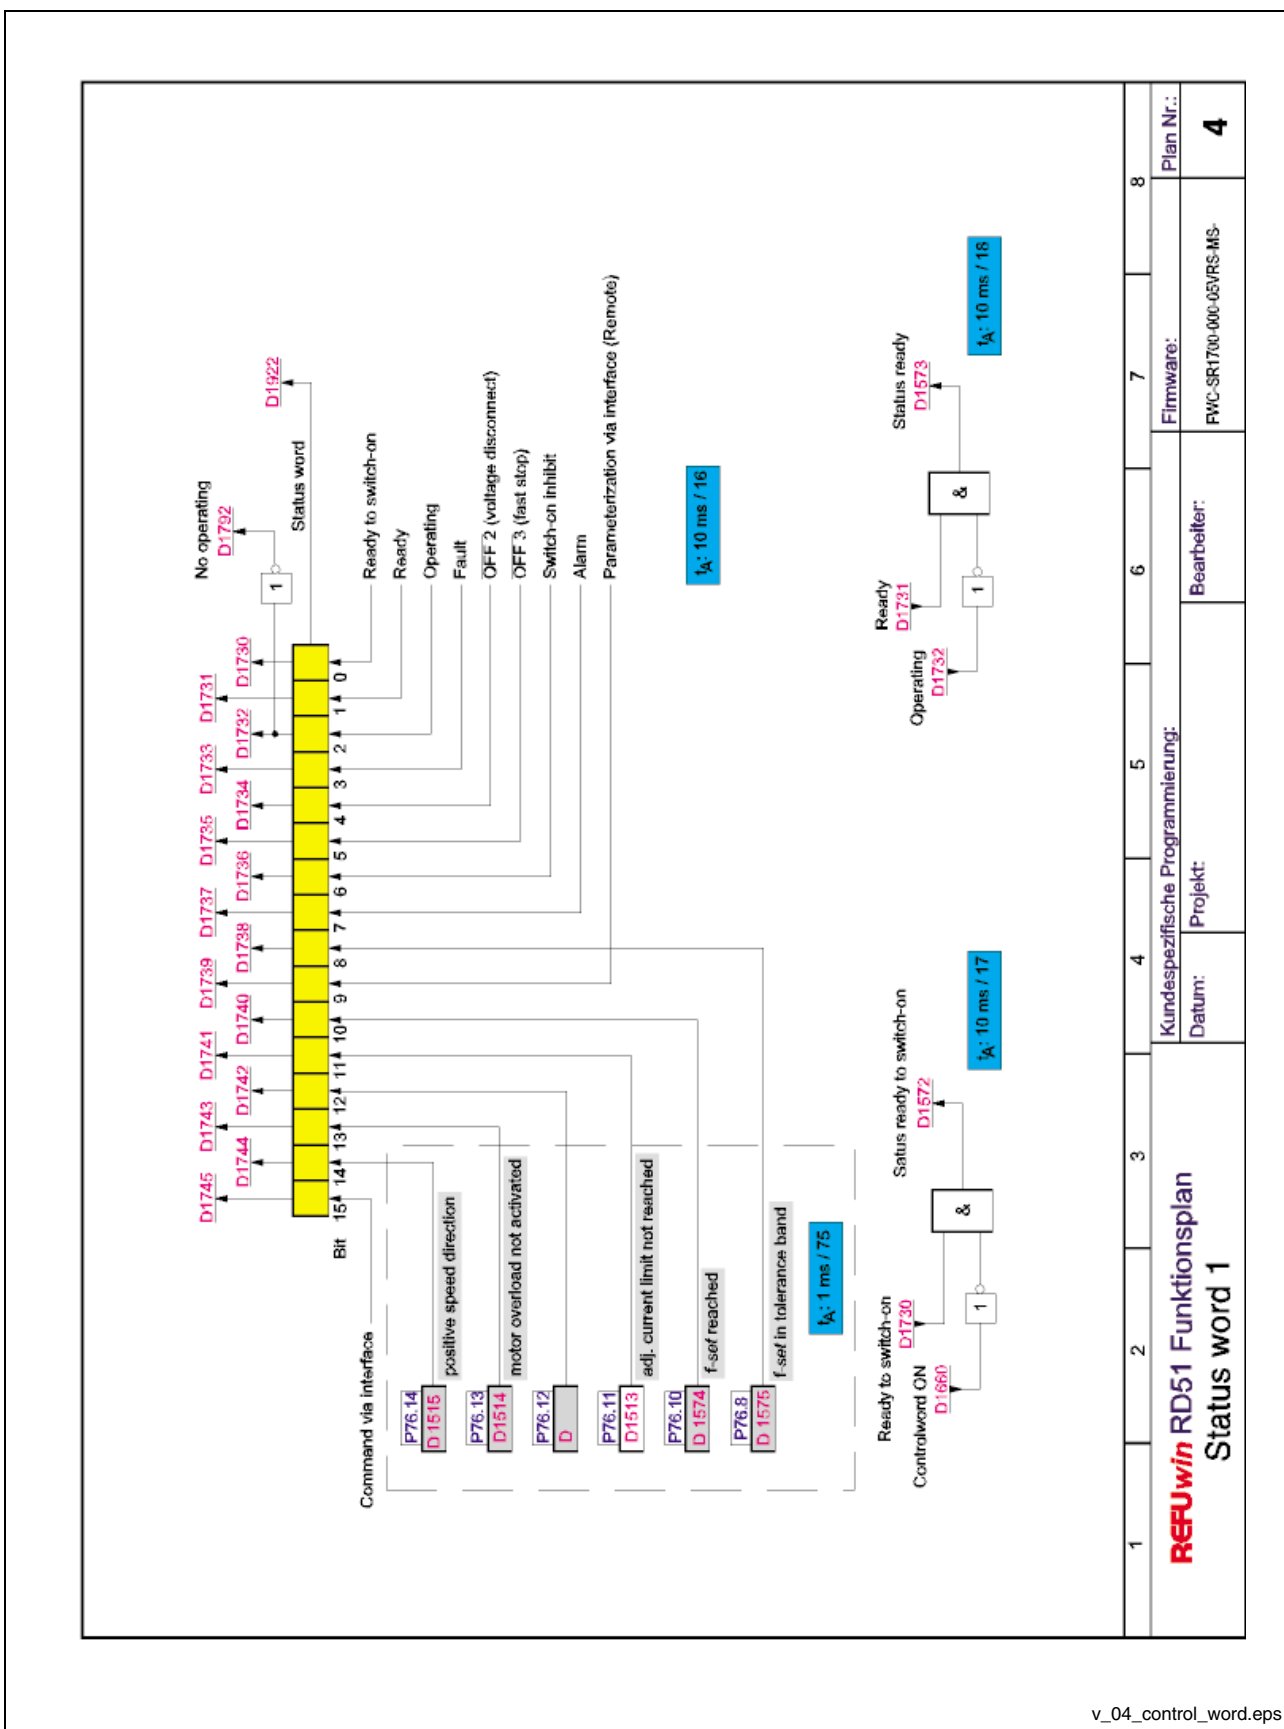 No operating
D1792
D1922
Status word
D1745
D1744
D1743
D1742
D1741
D1740
D1739
D1738
D1737
D1736
D1735
D1734
D1733
D1732
D1731
D1730
1
Bit 15 14 13 12 11 10 9 8 7 6 5 4 3 2 1 0
Ready to switch-on
Ready
Operating
Fault
OFF 2 (voltage disconnect)
OFF 3 (fast stop)
Switch-on inhibit
Alarm
Parameterization via interface (Remote)
tA: 10 ms / 16
Command via interface
P76.14
D 1515
positive speed direction
P76.13
D1514
motor overload not activated
P76.12
D
P76.11
D1513
adj. current limit not reached
P76.10
D 1574
f-set reached
P76.8
D 1575
f-set in tolerance band
tA: 1 ms / 75
Ready to switch-on
D1730
Controlword ON
D1660
1
&
Satus ready to switch-on
D1572
tA: 10 ms / 17
Ready
D1731
Operating
D1732
1
&
Status ready
D1573
tA: 10 ms / 18
1 2 3 4 5 6 7 8
REFUwin RD51 Funktionsplan
Status word 1
Kundespezifische Programmierung:
Datum:
Projekt:
Bearbeiter:
Firmware:
FWC-SR1700-000-05VRS-MS-
Plan Nr.:
4
v_04_control_word.eps